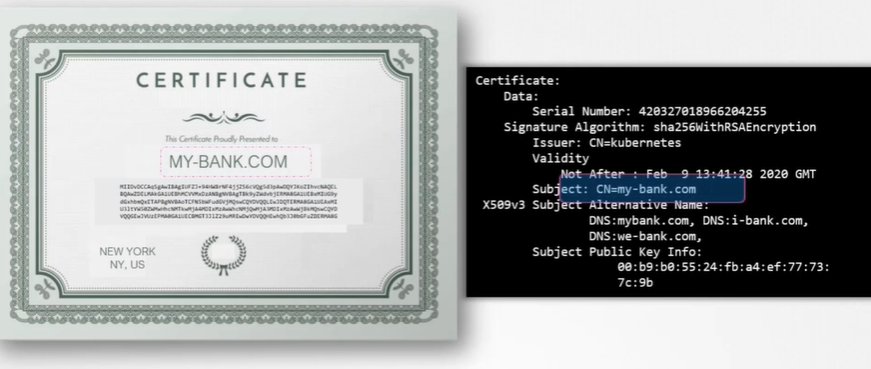 CERTIFICATE
This Certificate Proudly Presented to
MY-BANK.COM
NEW YORK
NY, US
Certificate:
Data:
Serial Number: 420327018966204255
Signature Algorithm: sha256WithRSAEncryption
Issuer: CN=kubernetes
Validity
Not After : Feb  9 13:41:28 2020 GMT
Subject: CN=my-bank.com
X509v3 Subject Alternative Name:
DNS:mybank.com, DNS:i-bank.com,
DNS:we-bank.com,
Subject Public Key Info:
00:b9:b0:55:24:fb:a4:ef:77:73:
7c:9b